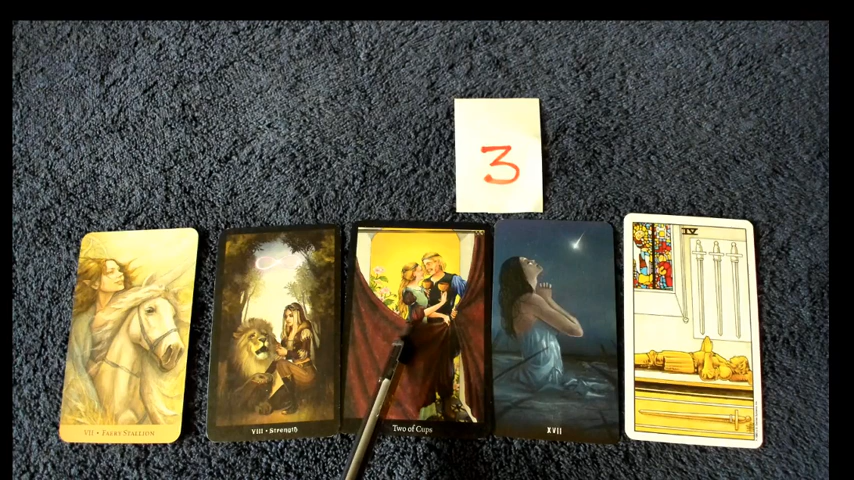 3
IV
VII • FAERY STALLION
VIII • Strength
Two of Cups
XVII